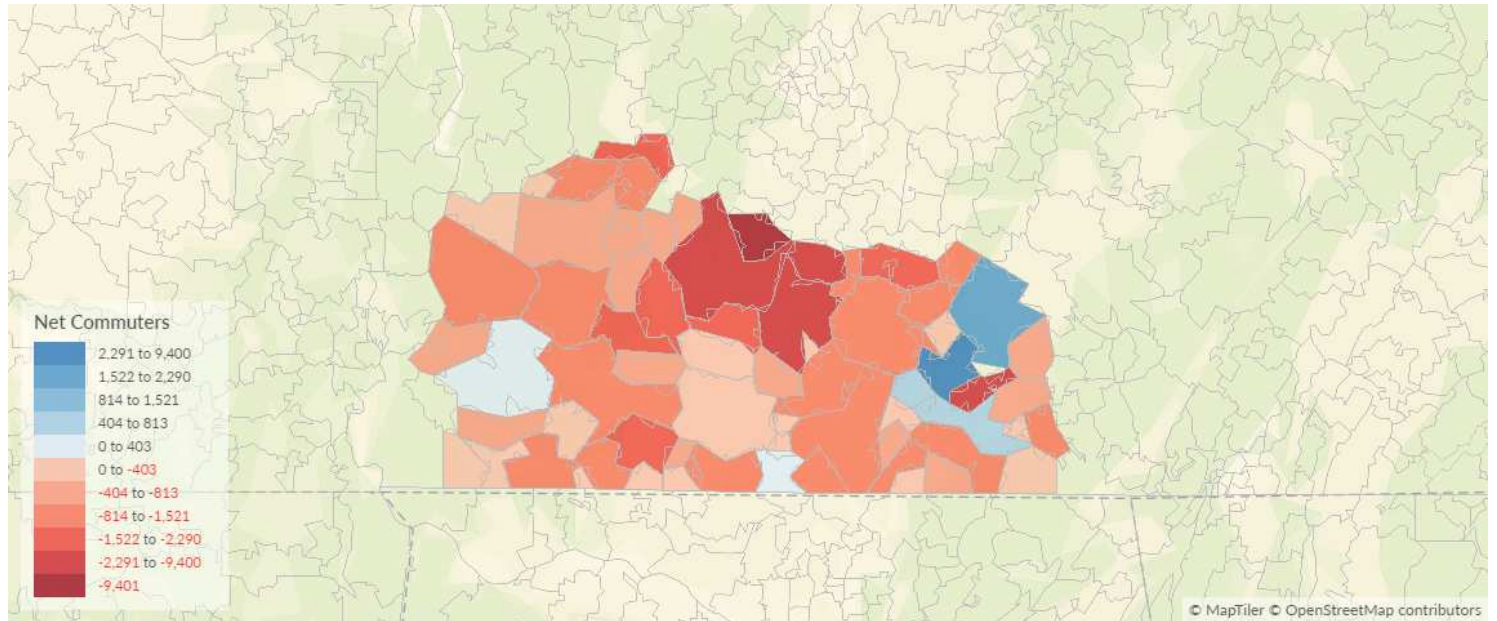 Net Commuters
2,291 to 9,400
1,522 to 2,290
814 to 1,521
404 to 813
0 to 403
0 to -403
-404 to -813
-814 to -1,521
-1,522 to -2,290
-2,291 to -9,400
-9,401
© MapTiler © OpenStreetMap contributors